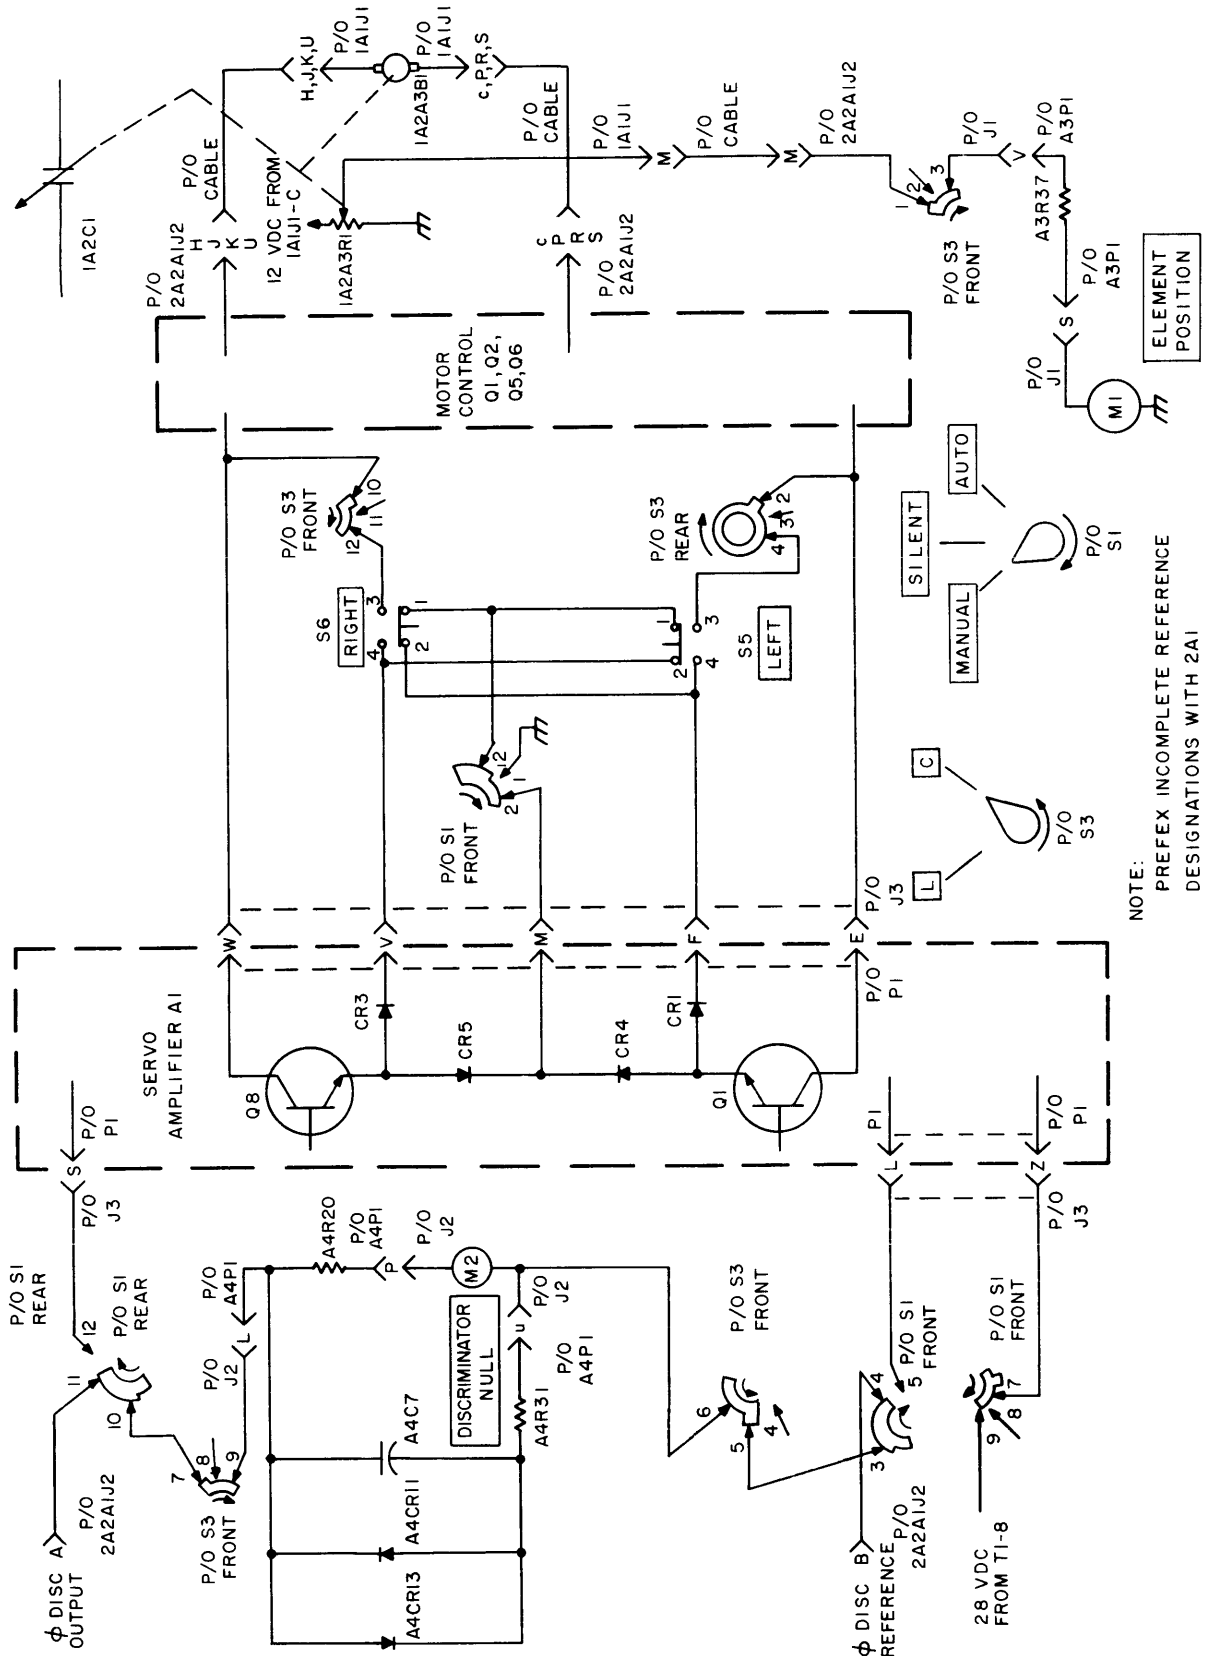 1A2C1
P/O
2A2A1J2
H
J
K
U
P/O
CABLE
H,J,K,U
P/O
1A1J1
12 VDC FROM
1A1J1-C
1A2A3B1
P/O
1A1J1
c,P,R,S
1A2A3R1
P/O
CABLE
c
P
R
S
P/O
2A2A1J2
P/O
1A1J1
M
P/O
CABLE
M
P/O
2A2A1J2
1
2
3
P/O S3
FRONT
P/O
J1
V
P/O
A3P1
A3R37
P/O
A3P1
S
P/O
J1
M1
ELEMENT
POSITION
MOTOR
CONTROL
Q1,Q2,
Q5,Q6
P/O S3
FRONT
10
11
12
S6
RIGHT
3
4
1
2
P/O S3
REAR
2
3
4
1
2
3
4
S5
LEFT
12
1
2
P/O S1
FRONT
MANUAL
SILENT
AUTO
P/O
S1
L
C
P/O
S3
NOTE:
PREFEX INCOMPLETE REFERENCE
DESIGNATIONS WITH 2A1
SERVO
AMPLIFIER A1
W
V
M
F
E
P/O
J3
P/O
P1
Q8
CR3
CR5
CR4
CR1
Q1
P/O
P1
S
P/O
J3
P1
L
P/O
P1
Z
P/O
J3
P/O S1
REAR
12
11
10
P/O S1
REAR
ϕ DISC
OUTPUT
A
P/O
2A2A1J2
7
8
9
P/O S3
FRONT
P/O
J2
L
P/O
A4P1
A4R20
P/O
A4P1
P
P/O
J2
M2
DISCRIMINATOR
NULL
P/O
J2
u
P/O
A4P1
A4R31
A4C7
A4CR11
A4CR13
P/O S3
FRONT
6
5
4
P/O S1
FRONT
3
4
5
ϕ DISC
REFERENCE
B
P/O
2A2A1J2
P/O S1
FRONT
7
8
9
28 VDC
FROM T1-8